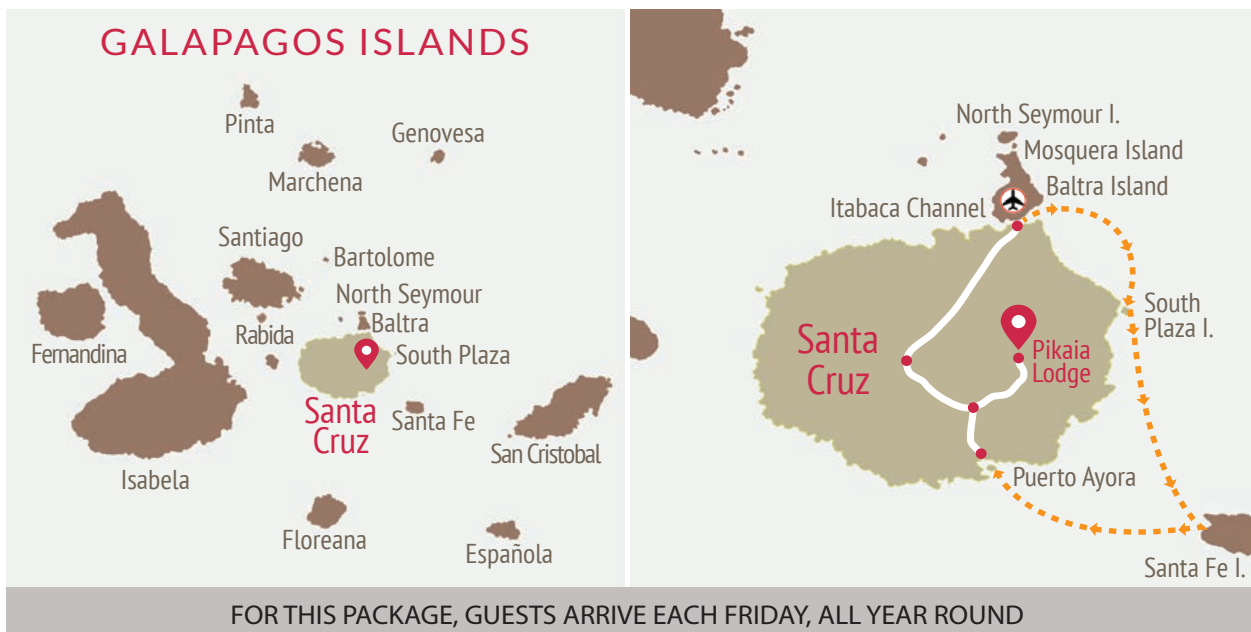 GALAPAGOS ISLANDS
Pinta
Genovesa
Marchena
Santiago
Bartolome
North Seymour
Baltra
Rabida
Fernandina
South Plaza
Santa
Cruz
Santa Fe
San Cristobal
Isabela
Floreana
Española
North Seymour I.
Mosquera Island
Baltra Island
Itabaca Channel
South
Plaza I.
Santa
Cruz
Pikaia
Lodge
Puerto Ayora
Santa Fe I.
FOR THIS PACKAGE, GUESTS ARRIVE EACH FRIDAY, ALL YEAR ROUND